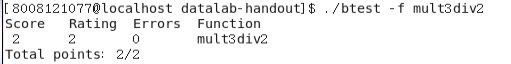 [8008121077@localhost datalab-handout]$ ./btest -f mult3div2
Score Rating Errors Function
2 2 0 mult3div2
Total points: 2/2